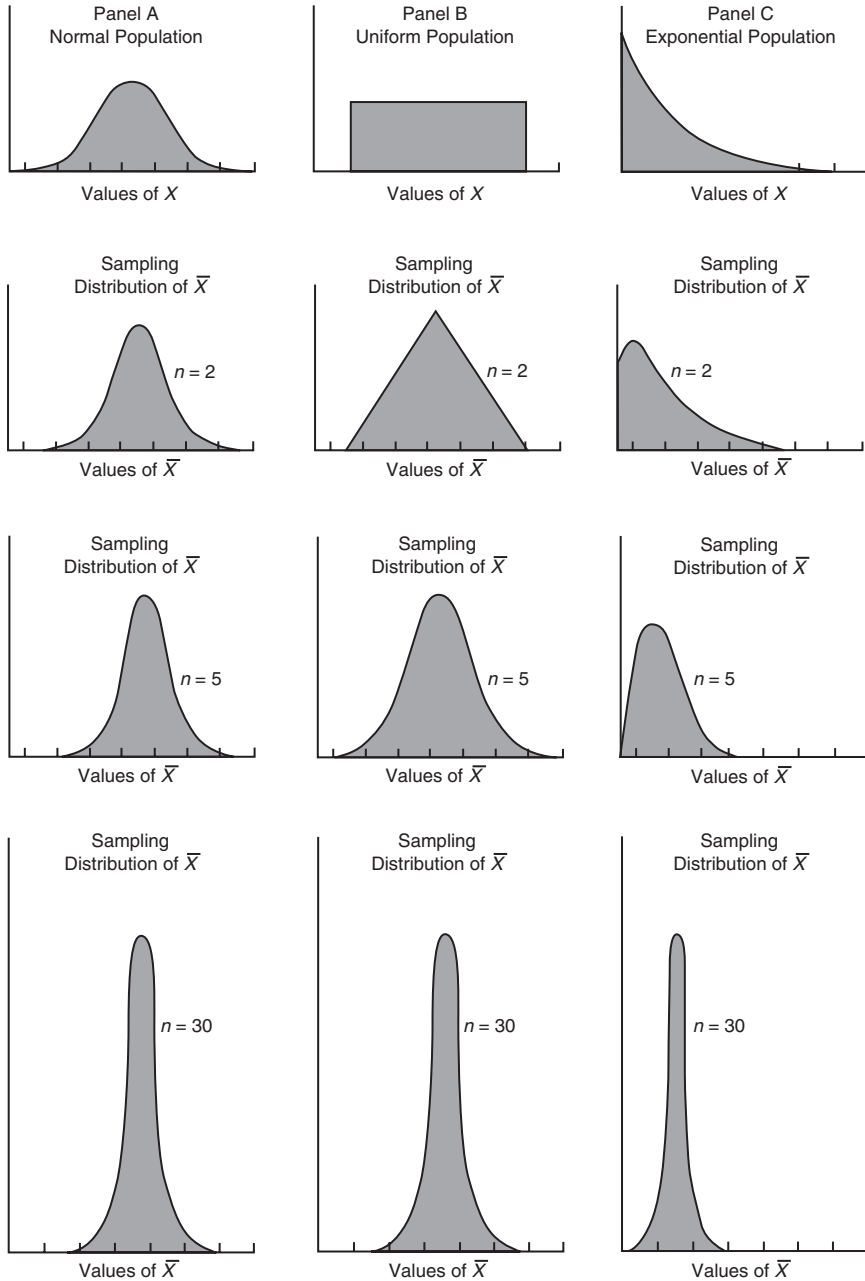 Panel A
Normal Population
Panel B
Uniform Population
Panel C
Exponential Population
Values of X
Values of X
Values of X
Sampling
Distribution of X̅
Sampling
Distribution of X̅
Sampling
Distribution of X̅
n = 2
n = 2
n = 2
Values of X̅
Values of X̅
Values of X̅
Sampling
Distribution of X̅
Sampling
Distribution of X̅
Sampling
Distribution of X̅
n = 5
n = 5
n = 5
Values of X̅
Values of X̅
Values of X̅
Sampling
Distribution of X̅
Sampling
Distribution of X̅
Sampling
Distribution of X̅
n = 30
n = 30
n = 30
Values of X̅
Values of X̅
Values of X̅